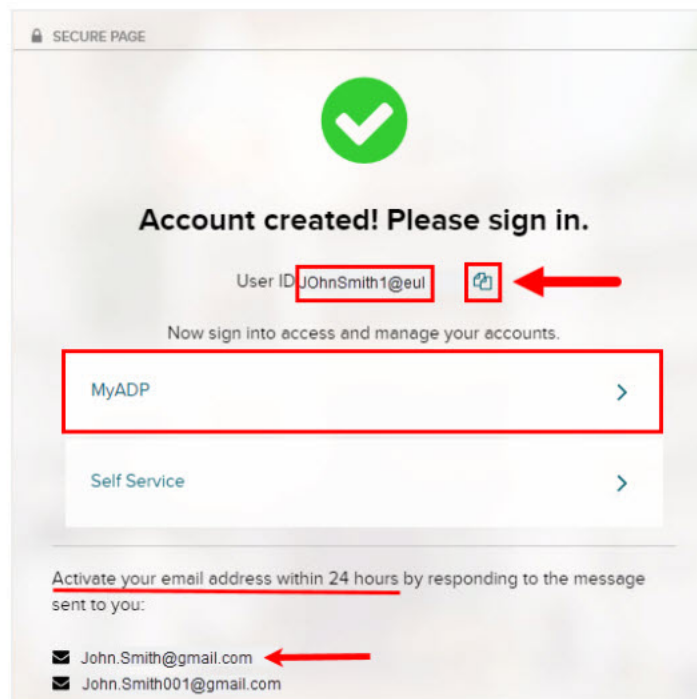 SECURE PAGE
Account created! Please sign in.
User ID JOhnSmith1@eul
Now sign into access and manage your accounts.
MyADP
Self Service
Activate your email address within 24 hours by responding to the message
sent to you:
John.Smith@gmail.com
John.Smith001@gmail.com